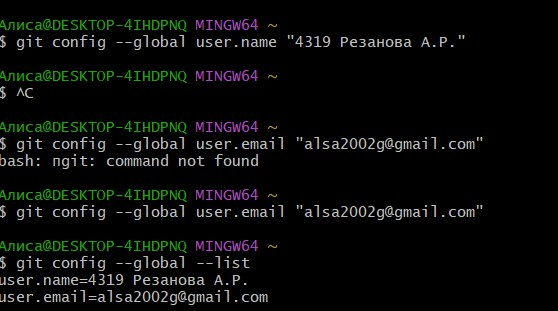 Алиса@DESKTOP-4IHDPNQ MINGW64 ~
$ git config --global user.name "4319 Резанова А.Р."
Алиса@DESKTOP-4IHDPNQ MINGW64 ~
$ ^C
Алиса@DESKTOP-4IHDPNQ MINGW64 ~
$ git config --global user.email "alsa2002g@gmail.com"
bash: пgit: command not found
Алиса@DESKTOP-4IHDPNQ MINGW64 ~
$ git config --global user.email "alsa2002g@gmail.com"
Алиса@DESKTOP-4IHDPNQ MINGW64 ~
$ git config --global --list
user.name=4319 Резанова А.Р.
user.email=alsa2002g@gmail.com